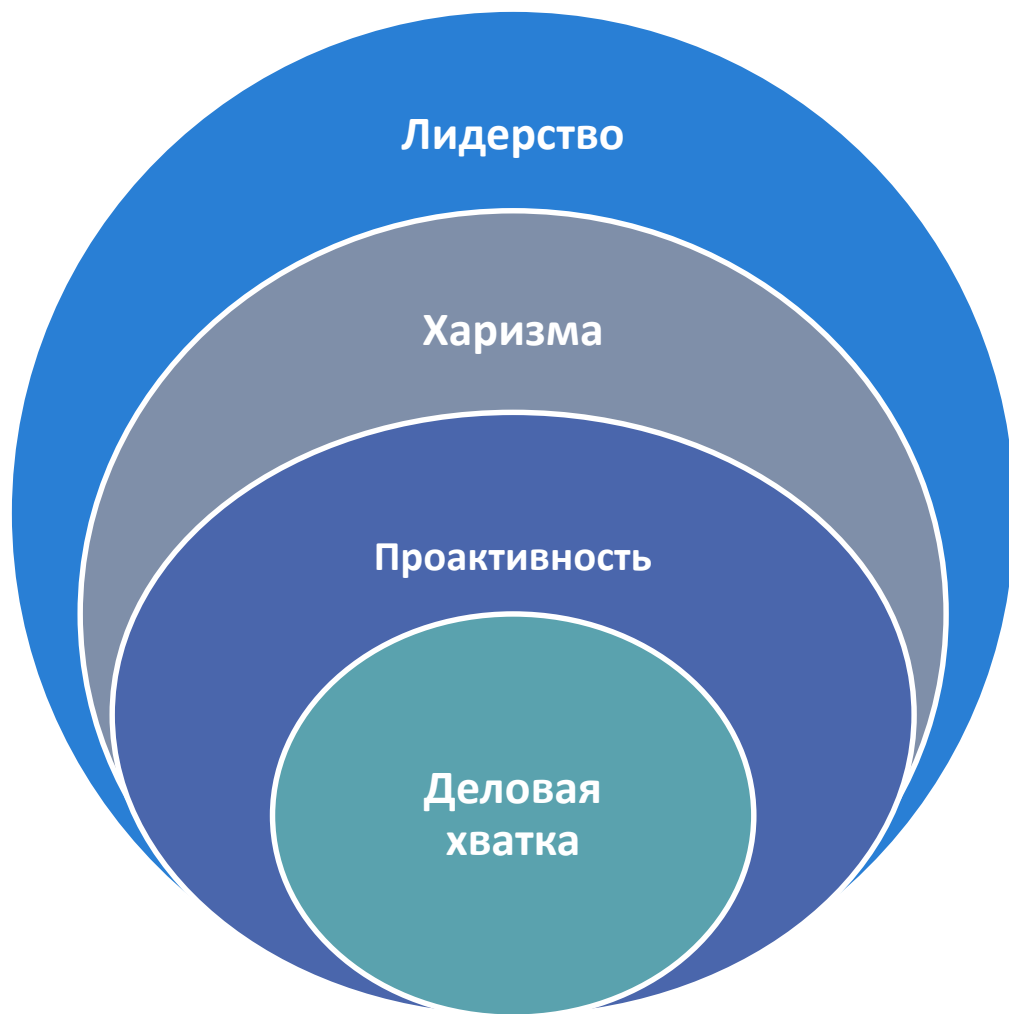 Лидерство
Харизма
Проактивность
Деловая
хватка